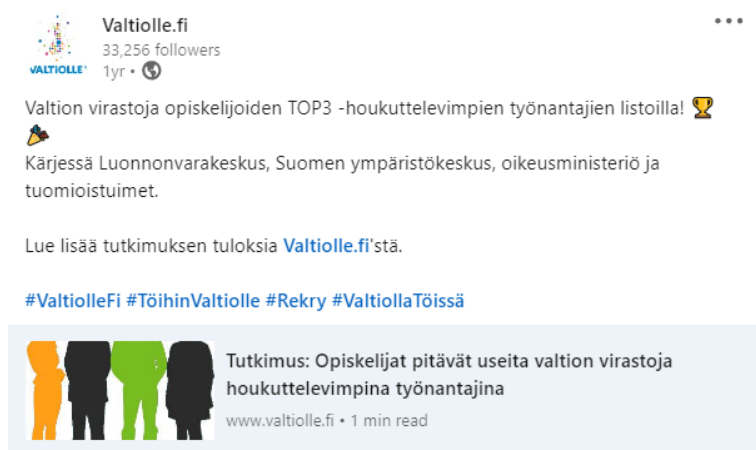 Valtiolle.fi
33,256 followers
VALTIOLLE
1yr •
Valtion virastoja opiskelijoiden TOP3 -houkuttelevimpien työnantajien listoilla! 🏆
🎉
Kärjessä Luonnonvarakeskus, Suomen ympäristökeskus, oikeusministeriö ja
tuomioistuimet.
Lue lisää tutkimuksen tuloksia Valtiolle.fi'stä.
#ValtiolleFi #TöihinValtiolle #Rekry #ValtiollaTöissä
Tutkimus: Opiskelijat pitävät useita valtion virastoja
houkuttelevimpina työnantajina
www.valtiolle.fi • 1 min read